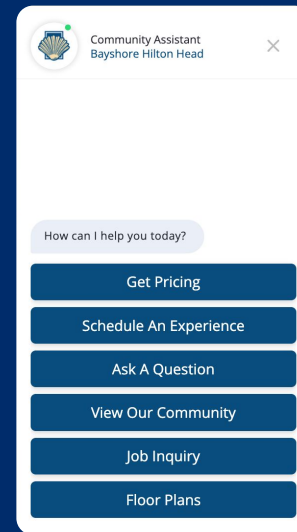 Community Assistant
Bayshore Hilton Head
How can I help you today?
Get Pricing
Schedule An Experience
Ask A Question
View Our Community
Job Inquiry
Floor Plans